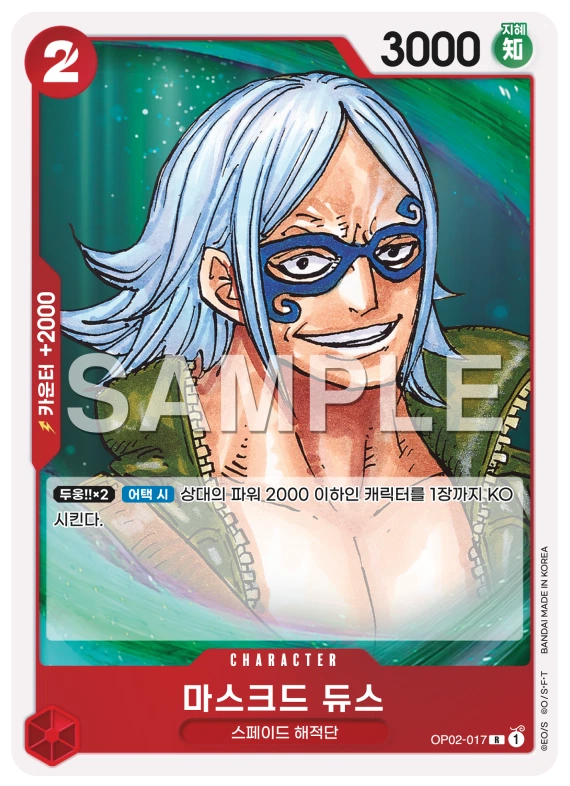 2
3000
지혜
知
카운터 +2000
SAMPLE
두웅!!×2 어택 시 상대의 파워 2000 이하인 캐릭터를 1장까지 KO
시킨다.
CHARACTER
마스크드 듀스
스페이드 해적단
OP02-017 R 1
©EO/S ©O/S·F·T BANDAI MADE IN KOREA